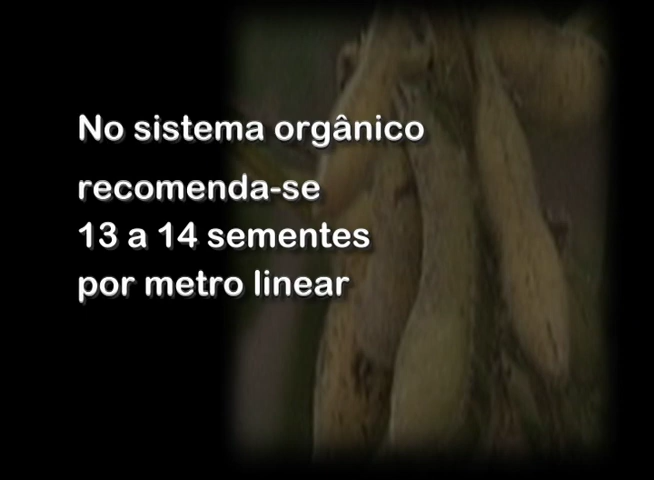 No sistema orgânico
recomenda-se
13 a 14 sementes
por metro linear